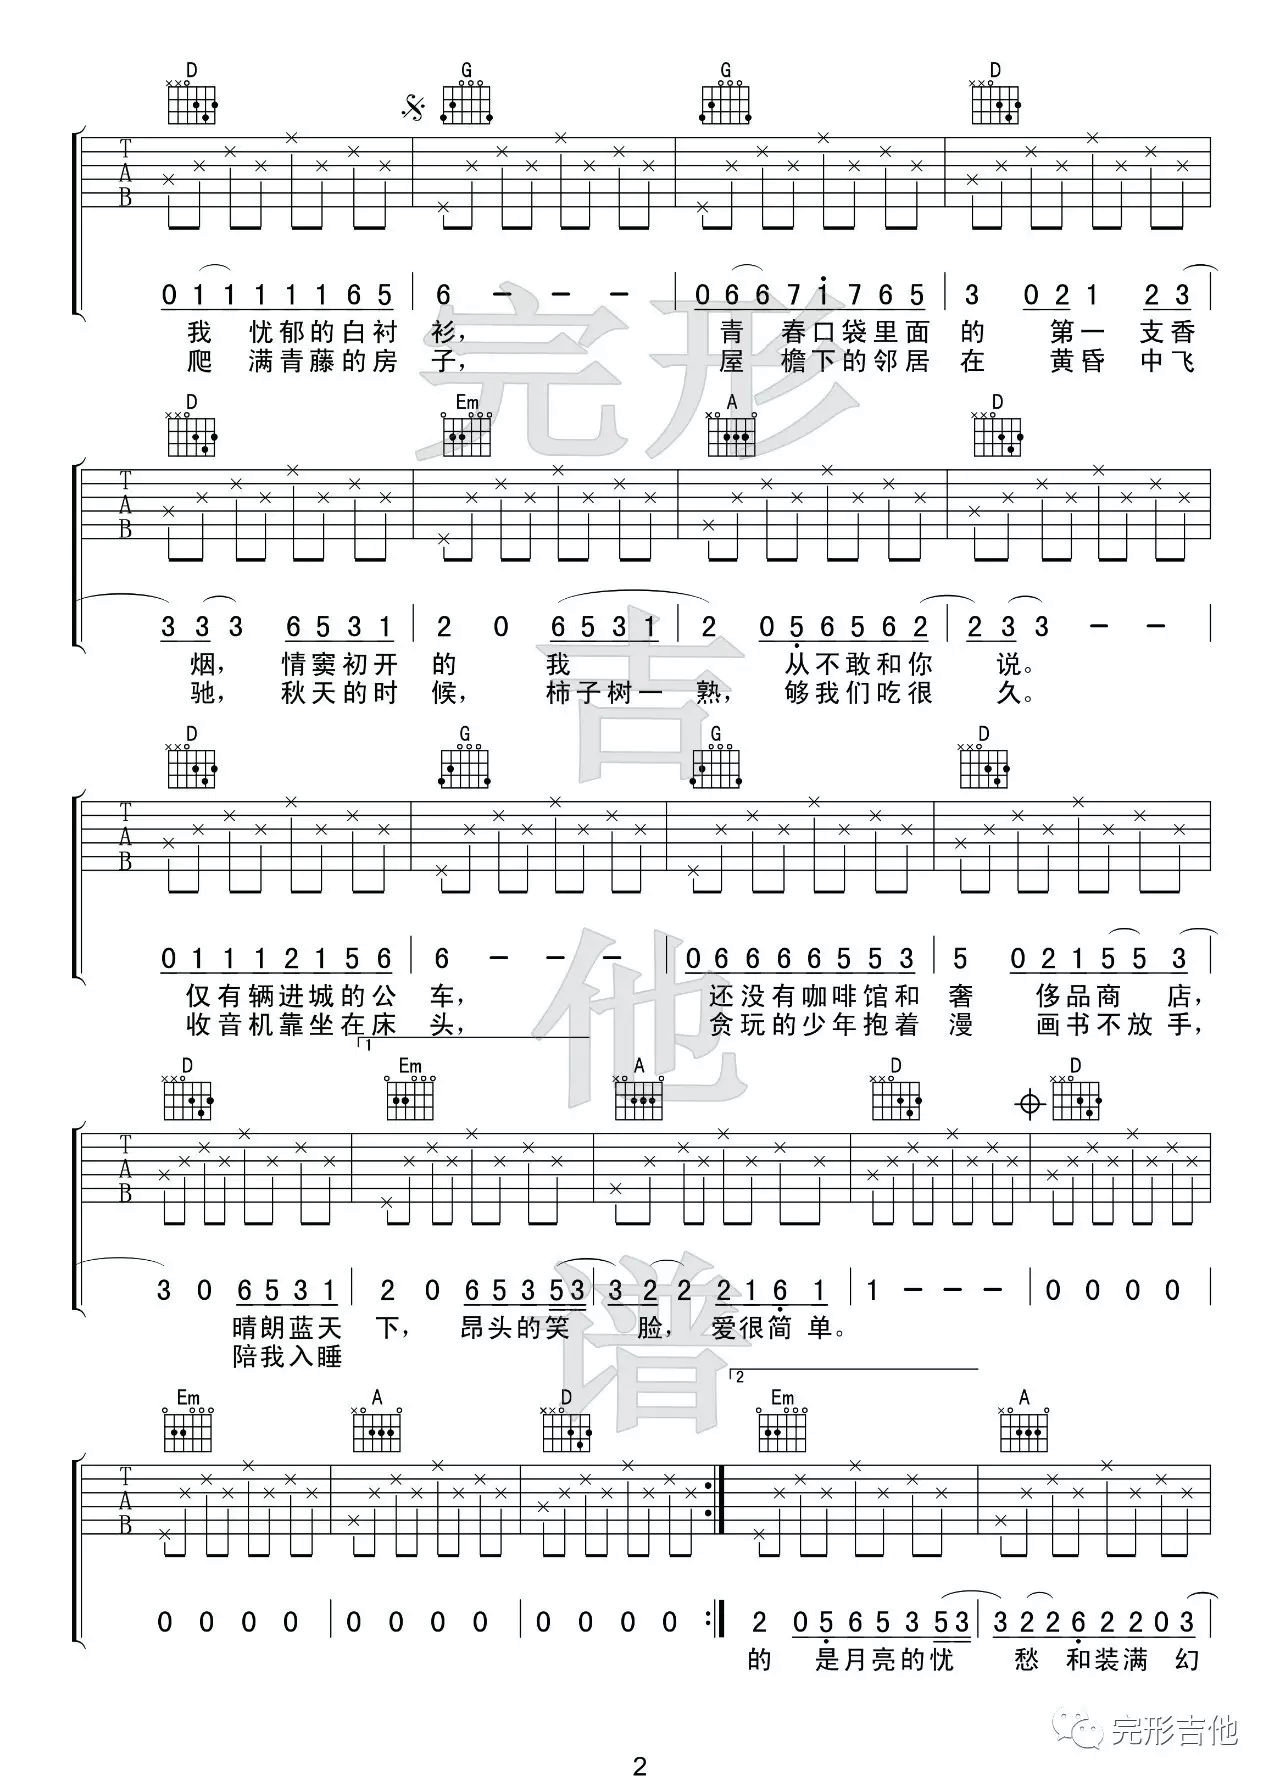 D G G D
T A B
0 1 1 1 1 1 6 5 | 6 - - - | 0 6 6 7 1 7 6 5 | 3 0 2 1 2 3 |
我 忧郁的白衬 衫， 青 春口袋里面 的 第一 支香
爬 满青藤的房 子， 屋 檐下的邻居 在 黄昏 中飞
D Em A D
T A B
3 3 3 6 5 3 1 | 2 0 6 5 3 1 | 2 0 5 6 5 6 2 | 2 3 3 - - |
烟， 情窦初开 的 我 从不敢和你 说。
驰， 秋天的时 候， 柿子树一 熟， 够我们吃很 久。
D G G D
T A B
0 1 1 1 2 1 5 6 | 6 - - - | 0 6 6 6 6 5 5 3 | 5 0 2 1 5 5 3 |
仅有辆进城的公 车， 还没有咖啡馆和 奢 侈品商 店，
收音机靠坐在床 头， 贪玩的少年抱着 漫 画书不放 手，
1
D Em A D D
T A B
3 0 6 5 3 1 | 2 0 6 5 3 5 3 | 3 2 2 2 1 6 1 | 1 - - - | 0 0 0 0 |
晴朗蓝天 下， 昂头的笑 脸， 爱很简 单。
陪我入睡
2
Em A D Em A
T A B
0 0 0 0 | 0 0 0 0 | 0 0 0 0 :| 2 0 5 6 5 3 5 3 | 3 2 2 6 2 2 0 3 |
的 是月亮的忧 愁 和装满 幻
完形吉他谱
完形吉他
2